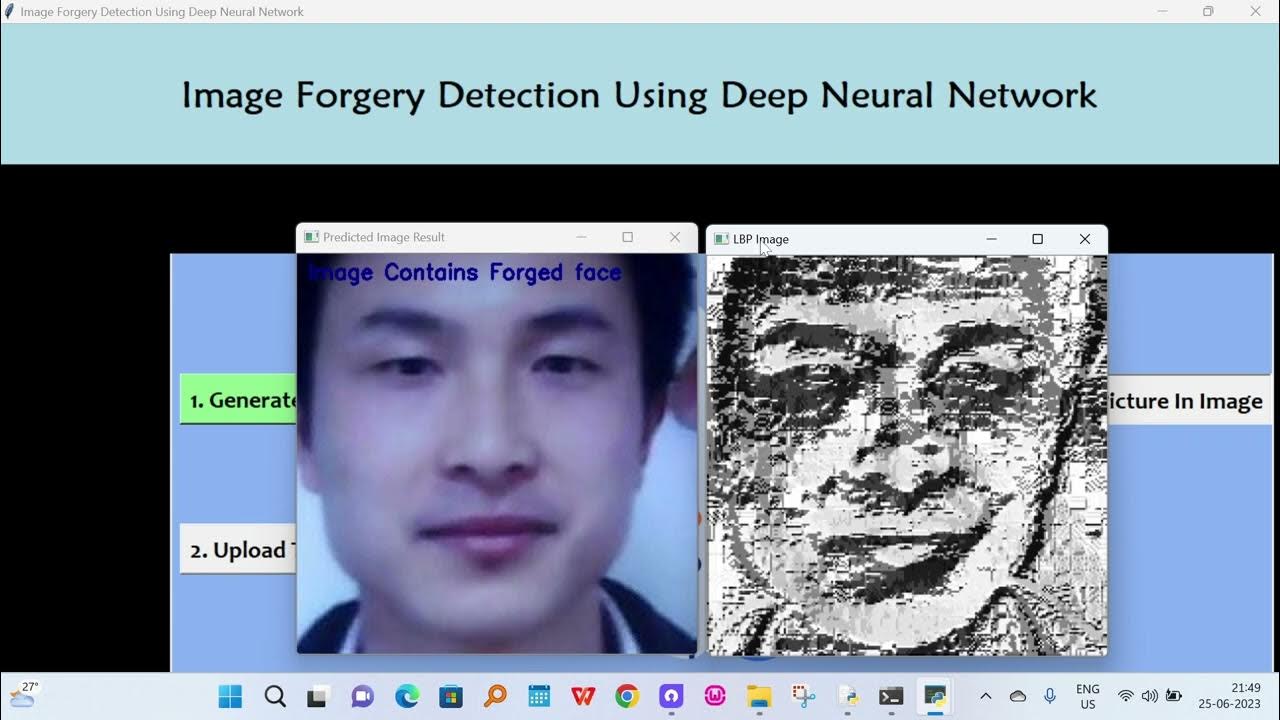 Image Forgery Detection Using Deep Neural Network
Image Forgery Detection Using Deep Neural Network
Predicted Image Result
LBP Image
Image Contains Forged face
1. Generate
icture In Image
2. Upload
27°
ENG
US
21:49
25-06-2023